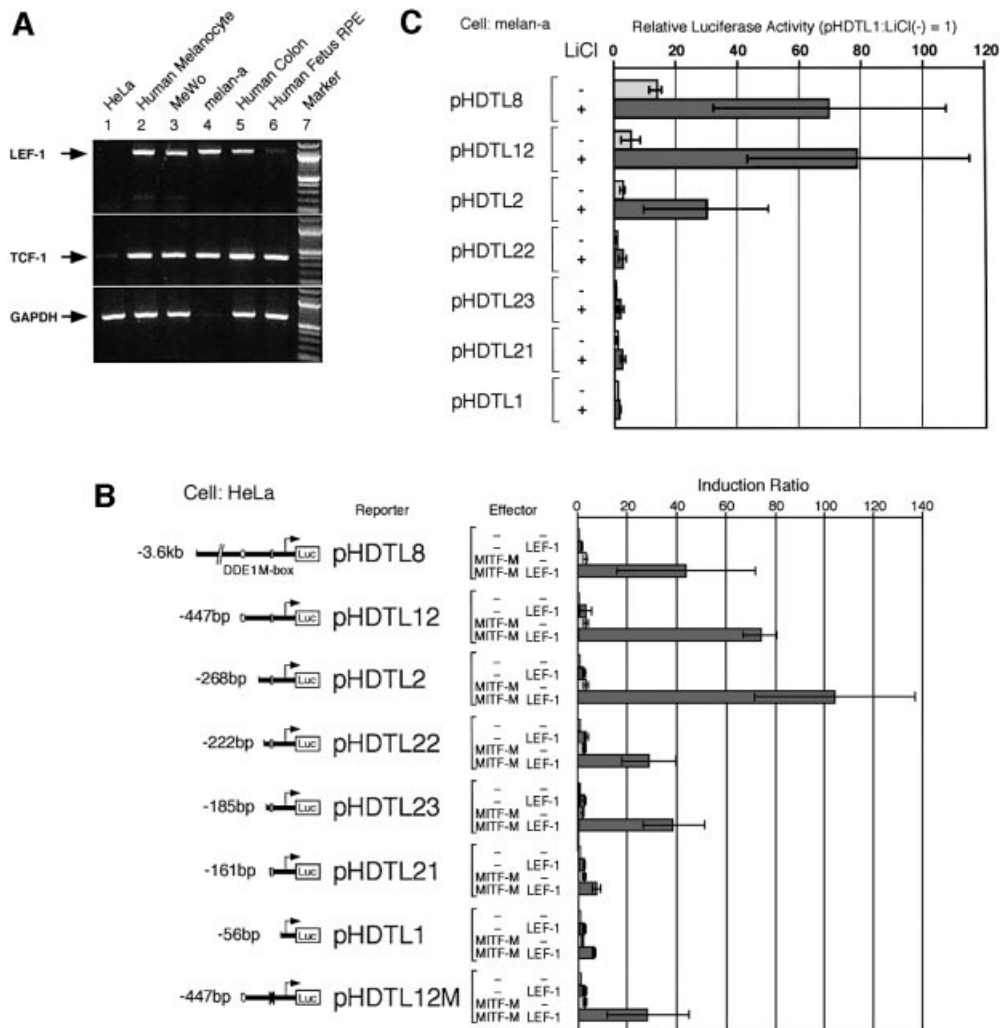 A
HeLa
Human Melanocyte
MeWo
melan-a
Human Colon
Human Fetus RPE
Marker
1 2 3 4 5 6 7
LEF-1
TCF-1
GAPDH
C
Cell: melan-a
LiCl
Relative Luciferase Activity (pHDTL1:LiCl(-) = 1)
0 20 40 60 80 100 120
pHDTL8 - +
pHDTL12 - +
pHDTL2 - +
pHDTL22 - +
pHDTL23 - +
pHDTL21 - +
pHDTL1 - +
B
Cell: HeLa
Reporter
Effector
Induction Ratio
0 20 40 60 80 100 120 140
-3.6kb
DDE1 M-box
Luc
pHDTL8
– –
– LEF-1
MITF-M –
MITF-M LEF-1
-447bp
Luc
pHDTL12
– –
– LEF-1
MITF-M –
MITF-M LEF-1
-268bp
Luc
pHDTL2
– –
– LEF-1
MITF-M –
MITF-M LEF-1
-222bp
Luc
pHDTL22
– –
– LEF-1
MITF-M –
MITF-M LEF-1
-185bp
Luc
pHDTL23
– –
– LEF-1
MITF-M –
MITF-M LEF-1
-161bp
Luc
pHDTL21
– –
– LEF-1
MITF-M –
MITF-M LEF-1
-56bp
Luc
pHDTL1
– –
– LEF-1
MITF-M –
MITF-M LEF-1
-447bp
Luc
pHDTL12M
– –
– LEF-1
MITF-M –
MITF-M LEF-1